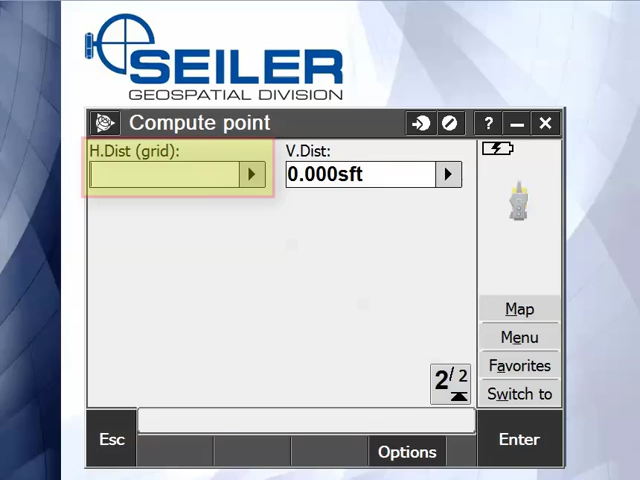 SEILER
GEOSPATIAL DIVISION
Compute point
?
H.Dist (grid):
V.Dist:
0.000sft
Map
Menu
Favorites
Switch to
2/2
Esc
Options
Enter